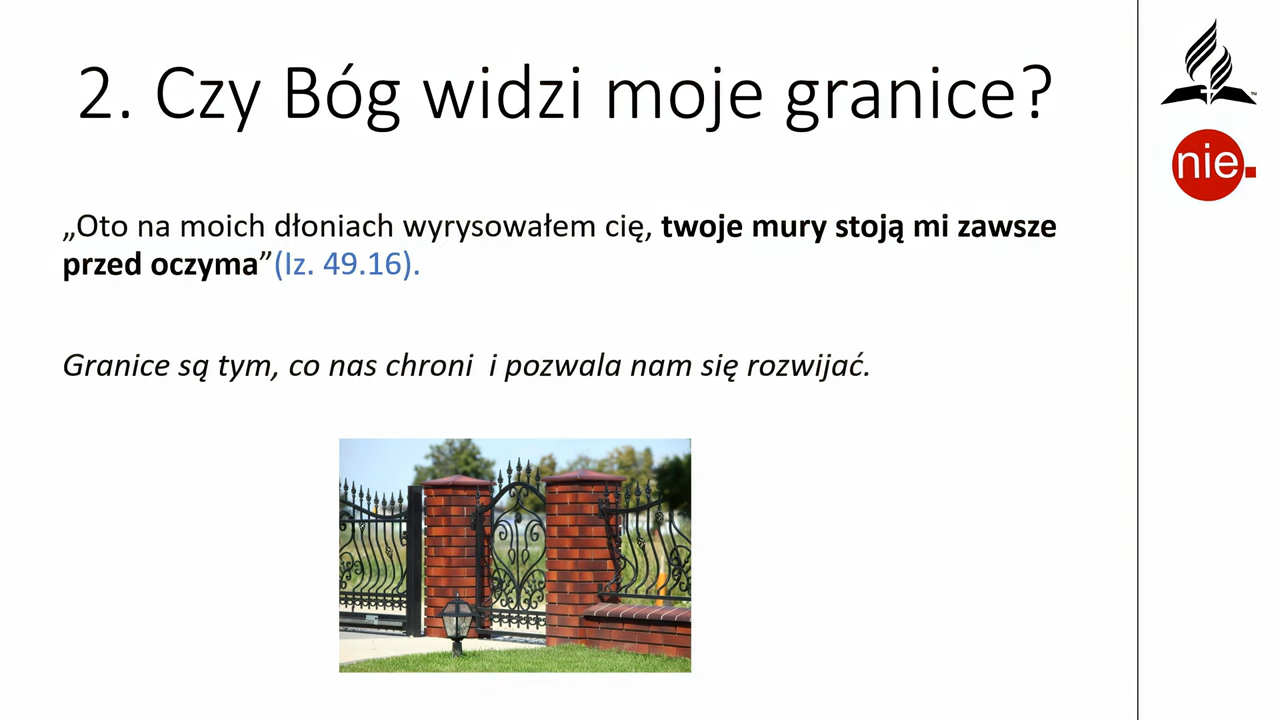 2. Czy Bóg widzi moje granice?
„Oto na moich dłoniach wyrysowałem cię, twoje mury stoją mi zawsze
przed oczyma”(Iz. 49.16).
Granice są tym, co nas chroni  i pozwala nam się rozwijać.
nie.